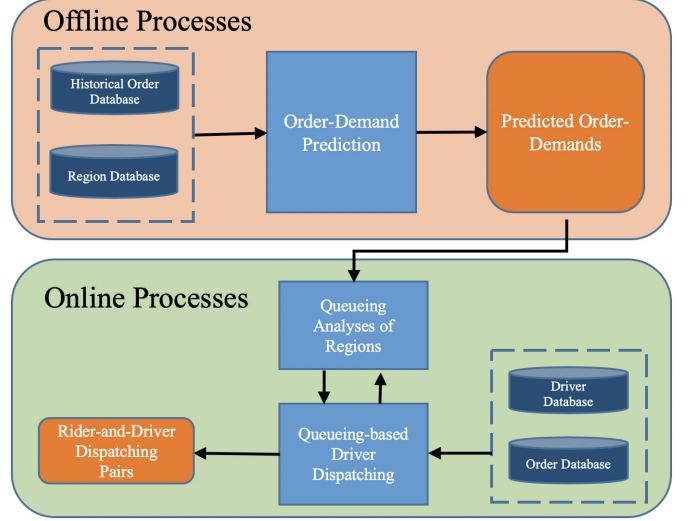 Offline Processes
Historical Order
Database
Region Database
Order-Demand
Prediction
Predicted Order-
Demands
Online Processes
Queueing
Analyses of
Regions
Driver
Database
Order Database
Queueing-based
Driver
Dispatching
Rider-and-Driver
Dispatching
Pairs